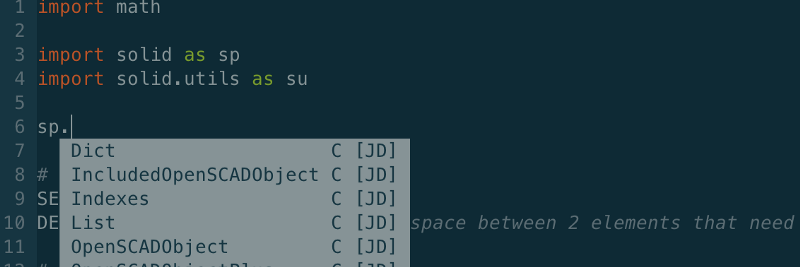 1 import math
2
3 import solid as sp
4 import solid.utils as su
5
6 sp.
7 Dict C [JD]
8 # IncludedOpenSCADObject C [JD]
9 SE Indexes C [JD]
10 DE List C [JD] space between 2 elements that need
11 OpenSCADObject C [JD]